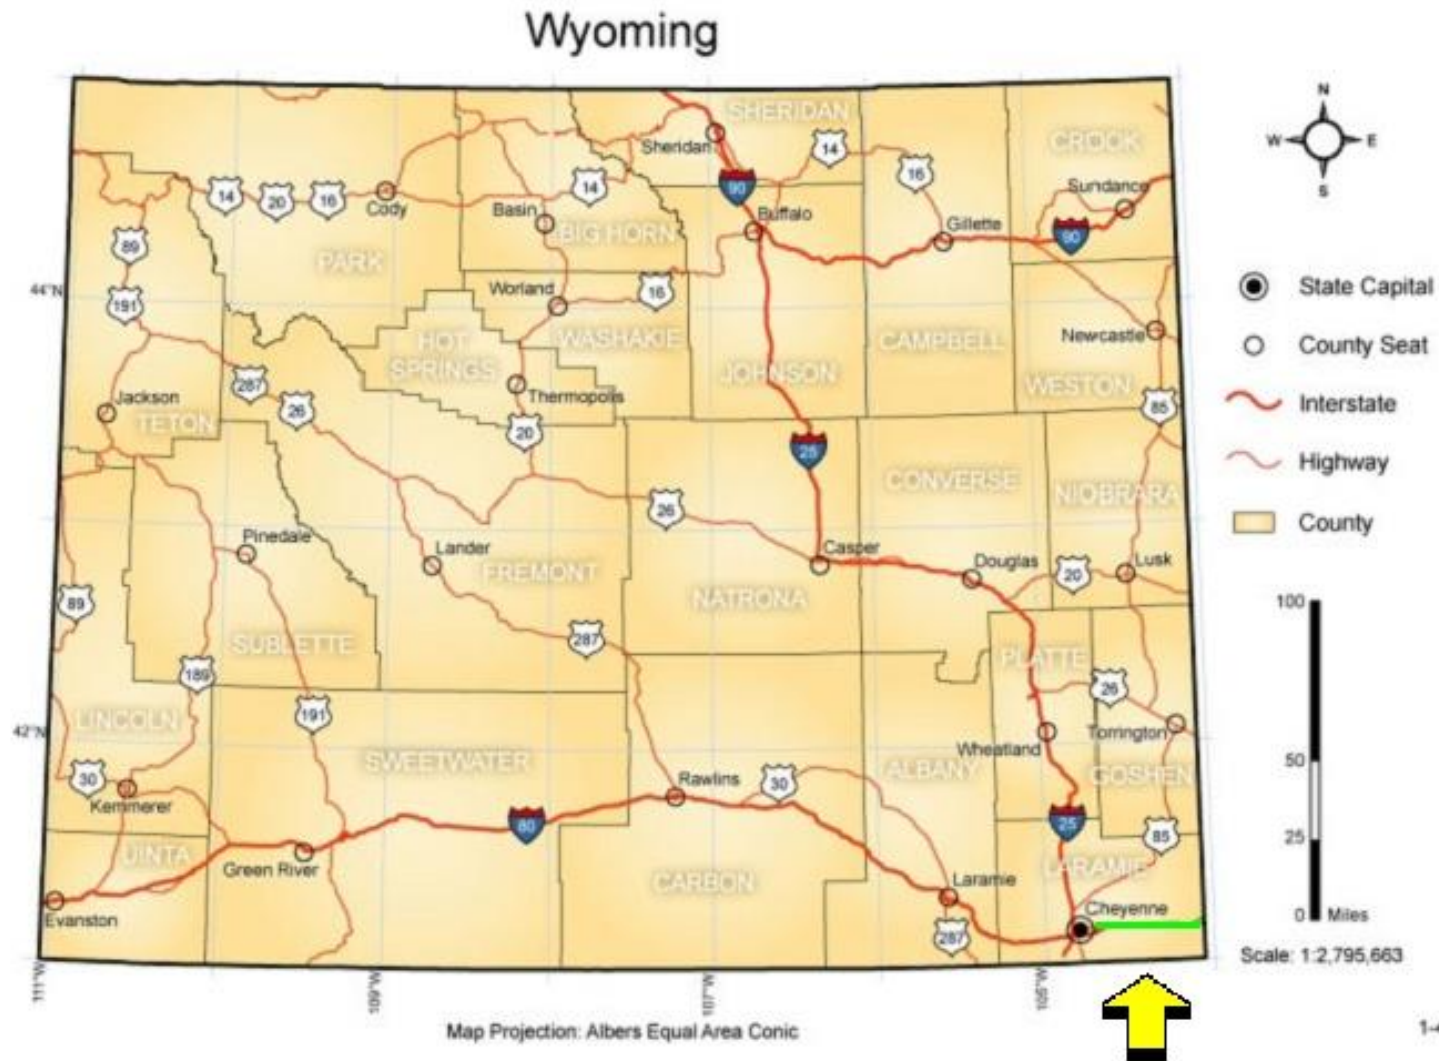 Wyoming
N
W E
S
SHERIDAN
Sheridan
14
16
CROOK
Sundance
90
14
20
16
Cody
14
Basin
BIG HORN
Buffalo
Gillette
90
89
PARK
44°N
191
Worland
16
WASHAKIE
HOT
SPRINGS
CAMPBELL
Newcastle
JOHNSON
WESTON
287
26
Jackson
TETON
Thermopolis
20
85
25
CONVERSE
NIOBRARA
26
Pinedale
Lander
FREMONT
Casper
Douglas
20
Lusk
NATRONA
89
SUBLETTE
287
189
PLATTE
26
LINCOLN
191
42°N
SWEETWATER
Wheatland
Torrington
ALBANY
GOSHEN
30
Kemmerer
Rawlins
30
80
25
85
UINTA
Green River
CARBON
Laramie
LARAMIE
Evanston
Cheyenne
287
State Capital
County Seat
Interstate
Highway
County
100
50
25
0 Miles
Scale: 1:2,795,663
111°W
109°W
107°W
105°W
Map Projection: Albers Equal Area Conic